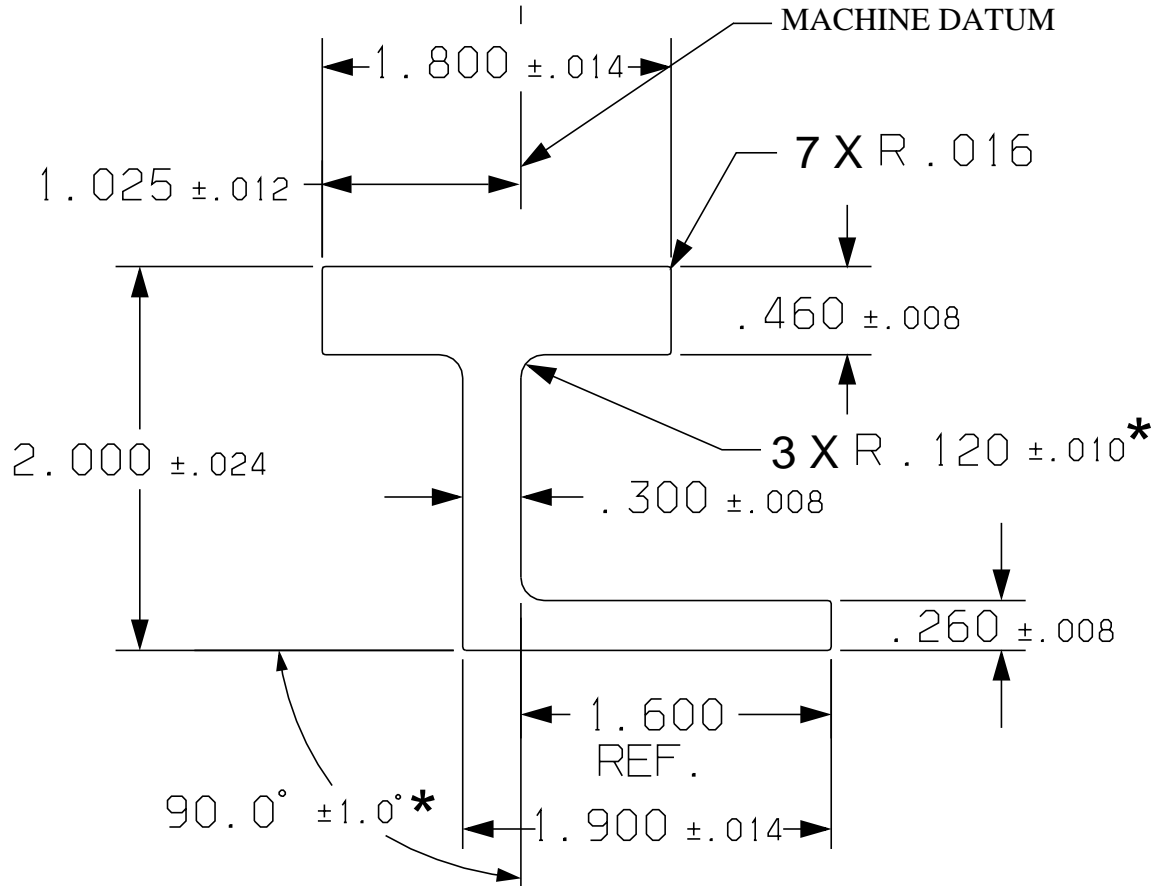 MACHINE DATUM
1.800 ±.014
7 X R .016
1.025 ±.012
.460 ±.008
3 X R .120 ±.010*
2.000 ±.024
.300 ±.008
.260 ±.008
1.600
REF.
90.0° ±1.0°*
1.900 ±.014